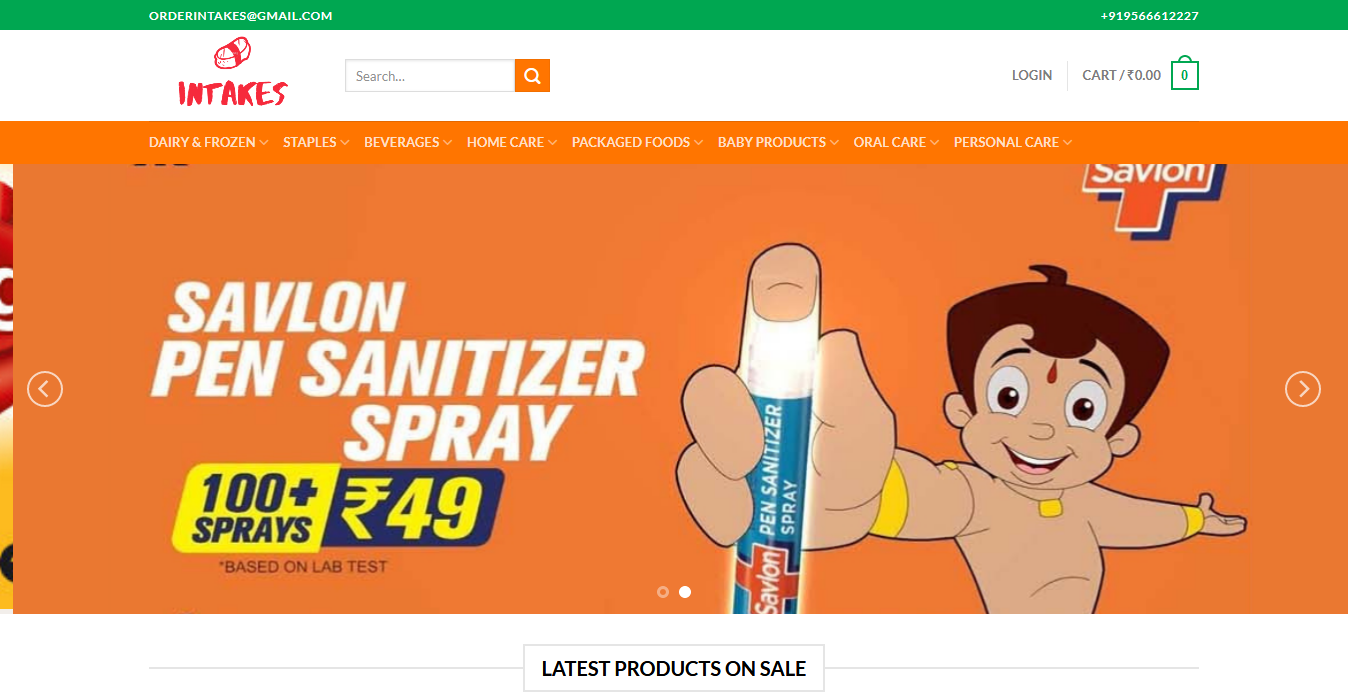 ORDERINTAKES@GMAIL.COM
+919566612227
INTAKES
Search...
LOGIN
CART / ₹0.00
0
DAIRY & FROZEN
STAPLES
BEVERAGES
HOME CARE
PACKAGED FOODS
BABY PRODUCTS
ORAL CARE
PERSONAL CARE
Savlon
SAVLON
PEN SANITIZER
SPRAY
100+
SPRAYS
₹49
*BASED ON LAB TEST
PEN SANITIZER
SPRAY
Savlon
LATEST PRODUCTS ON SALE